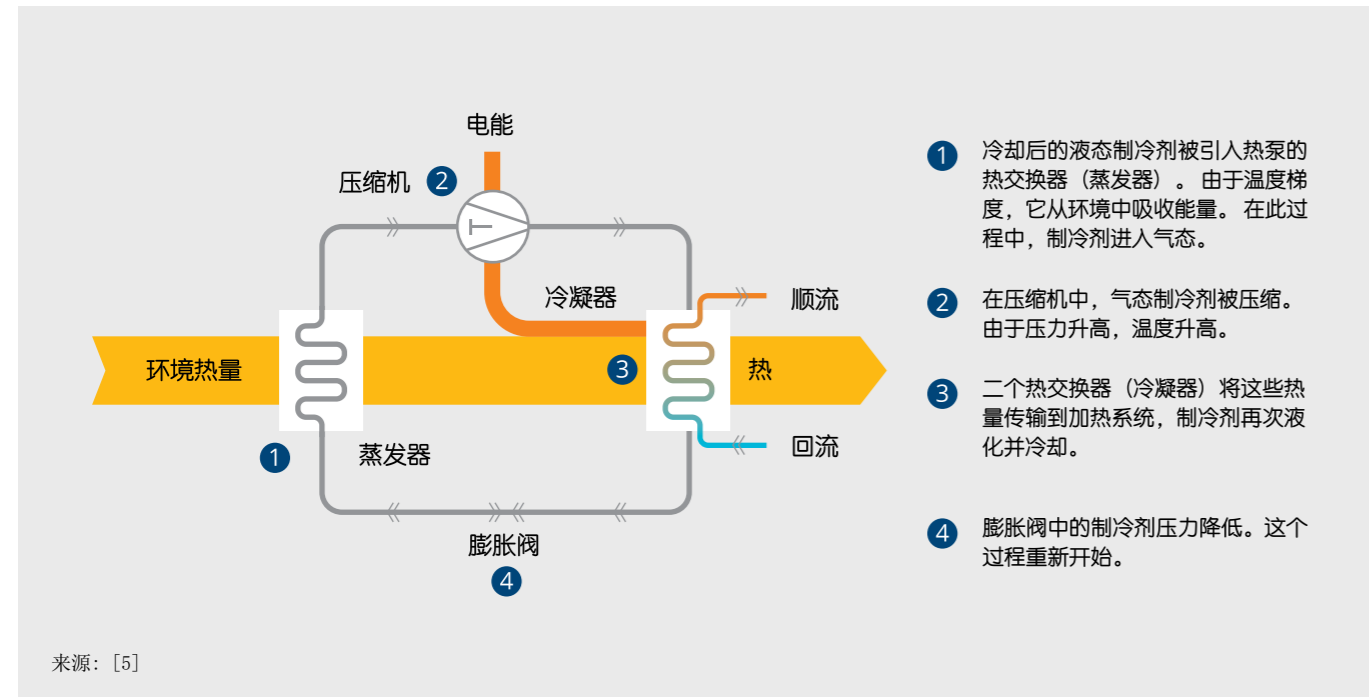 电能
压缩机 2
冷凝器
顺流
环境热量
3
热
1
蒸发器
回流
膨胀阀
4
1 冷却后的液态制冷剂被引入热泵的
热交换器（蒸发器）。由于温度梯
度，它从环境中吸收能量。 在此过
程中，制冷剂进入气态。
2 在压缩机中，气态制冷剂被压缩。
由于压力升高，温度升高。
3 二个热交换器（冷凝器）将这些热
量传输到加热系统，制冷剂再次液
化并冷却。
4 膨胀阀中的制冷剂压力降低。这个
过程重新开始。
来源: [5]